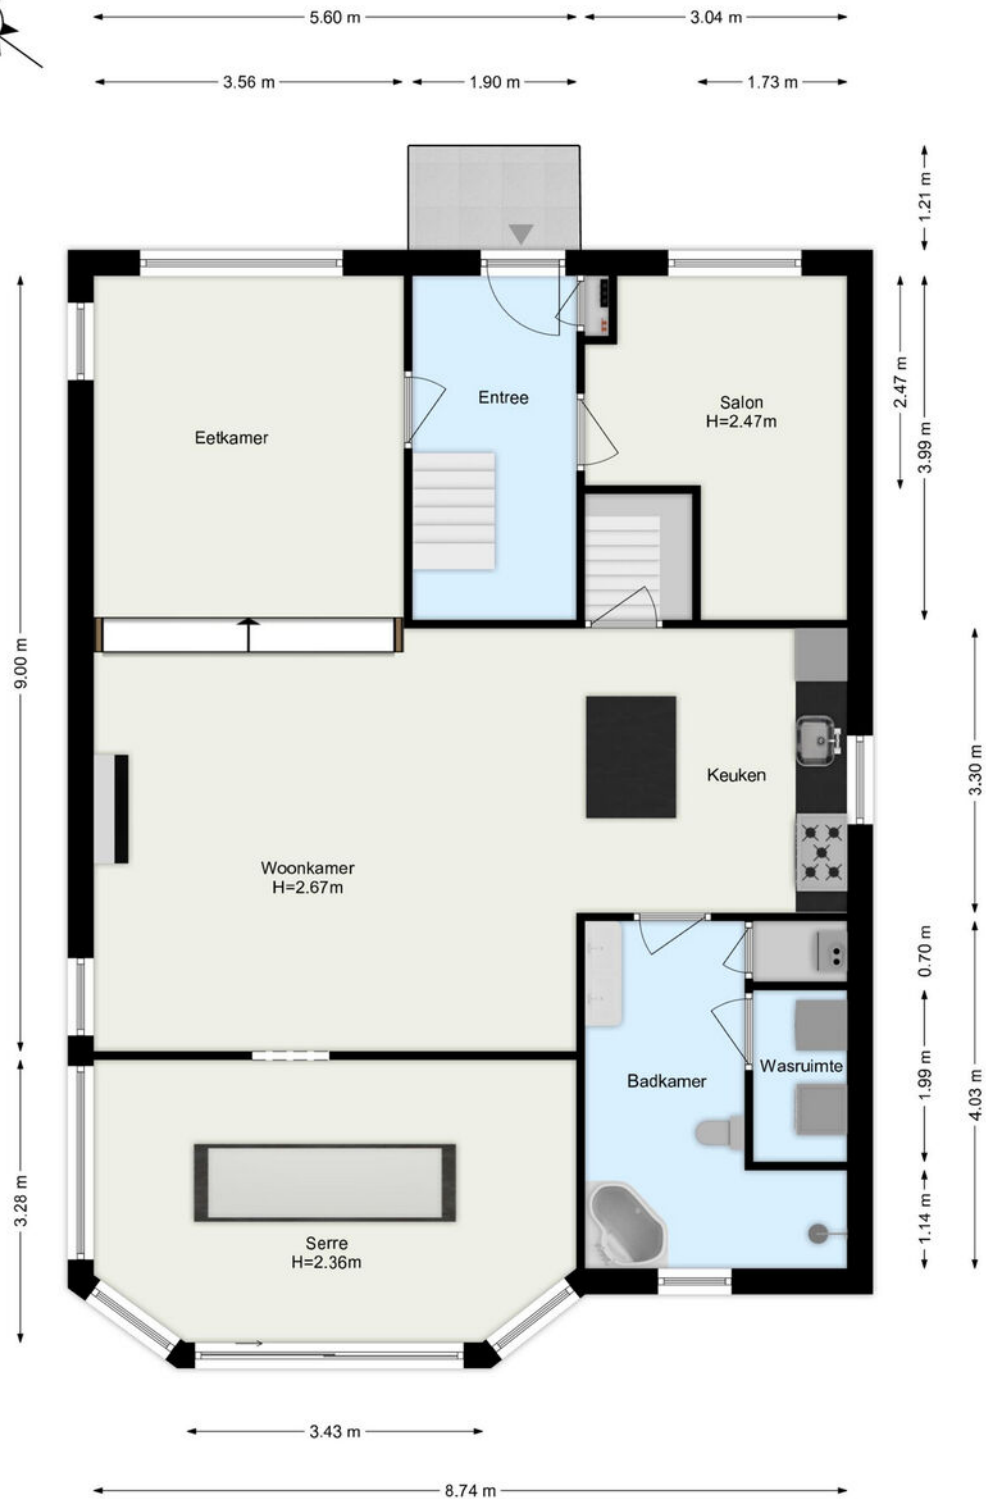 5.60 m
3.04 m
3.56 m
1.90 m
1.73 m
1.21 m
Entree
Salon
H=2.47m
Eetkamer
2.47 m
3.99 m
9.00 m
Keuken
3.30 m
Woonkamer
H=2.67m
0.70 m
Wasruimte
Badkamer
1.99 m
4.03 m
3.28 m
1.14 m
Serre
H=2.36m
3.43 m
8.74 m